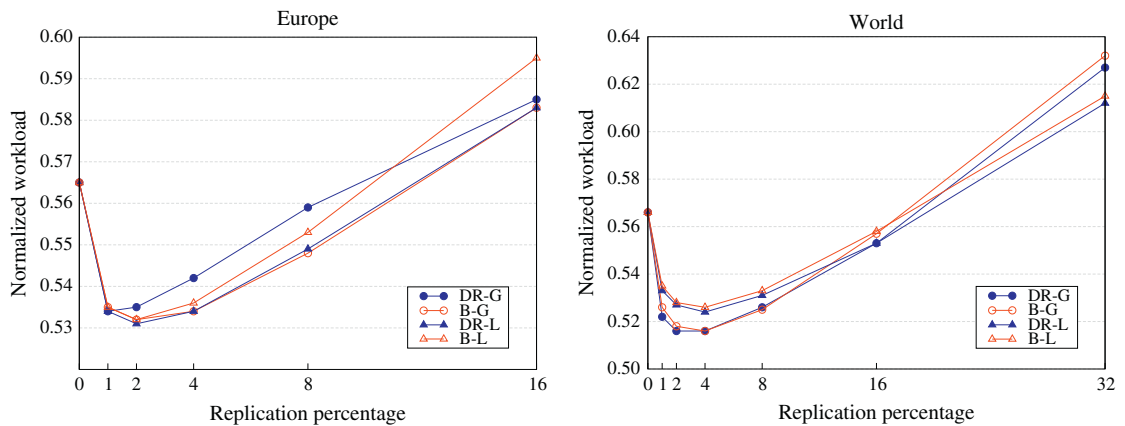 Europe
Normalized workload
0.60
0.59
0.58
0.57
0.56
0.55
0.54
0.53
0 1 2 4 8 16
Replication percentage
DR-G
B-G
DR-L
B-L
World
Normalized workload
0.64
0.62
0.60
0.58
0.56
0.54
0.52
0.50
0 1 2 4 8 16 32
Replication percentage
DR-G
B-G
DR-L
B-L